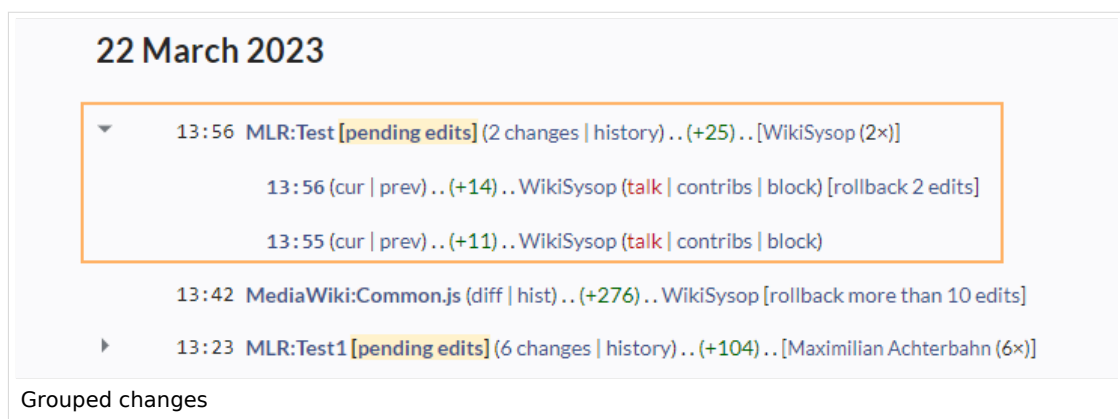 22 March 2023
13:56 MLR:Test [pending edits] (2 changes | history) . . (+25) . . [WikiSysop (2×)]
13:56 (cur | prev) . . (+14) . . WikiSysop (talk | contribs | block) [rollback 2 edits]
13:55 (cur | prev) . . (+11) . . WikiSysop (talk | contribs | block)
13:42 MediaWiki:Common.js (diff | hist) . . (+276) . . WikiSysop [rollback more than 10 edits]
13:23 MLR:Test1 [pending edits] (6 changes | history) . . (+104) . . [Maximilian Achterbahn (6×)]
Grouped changes